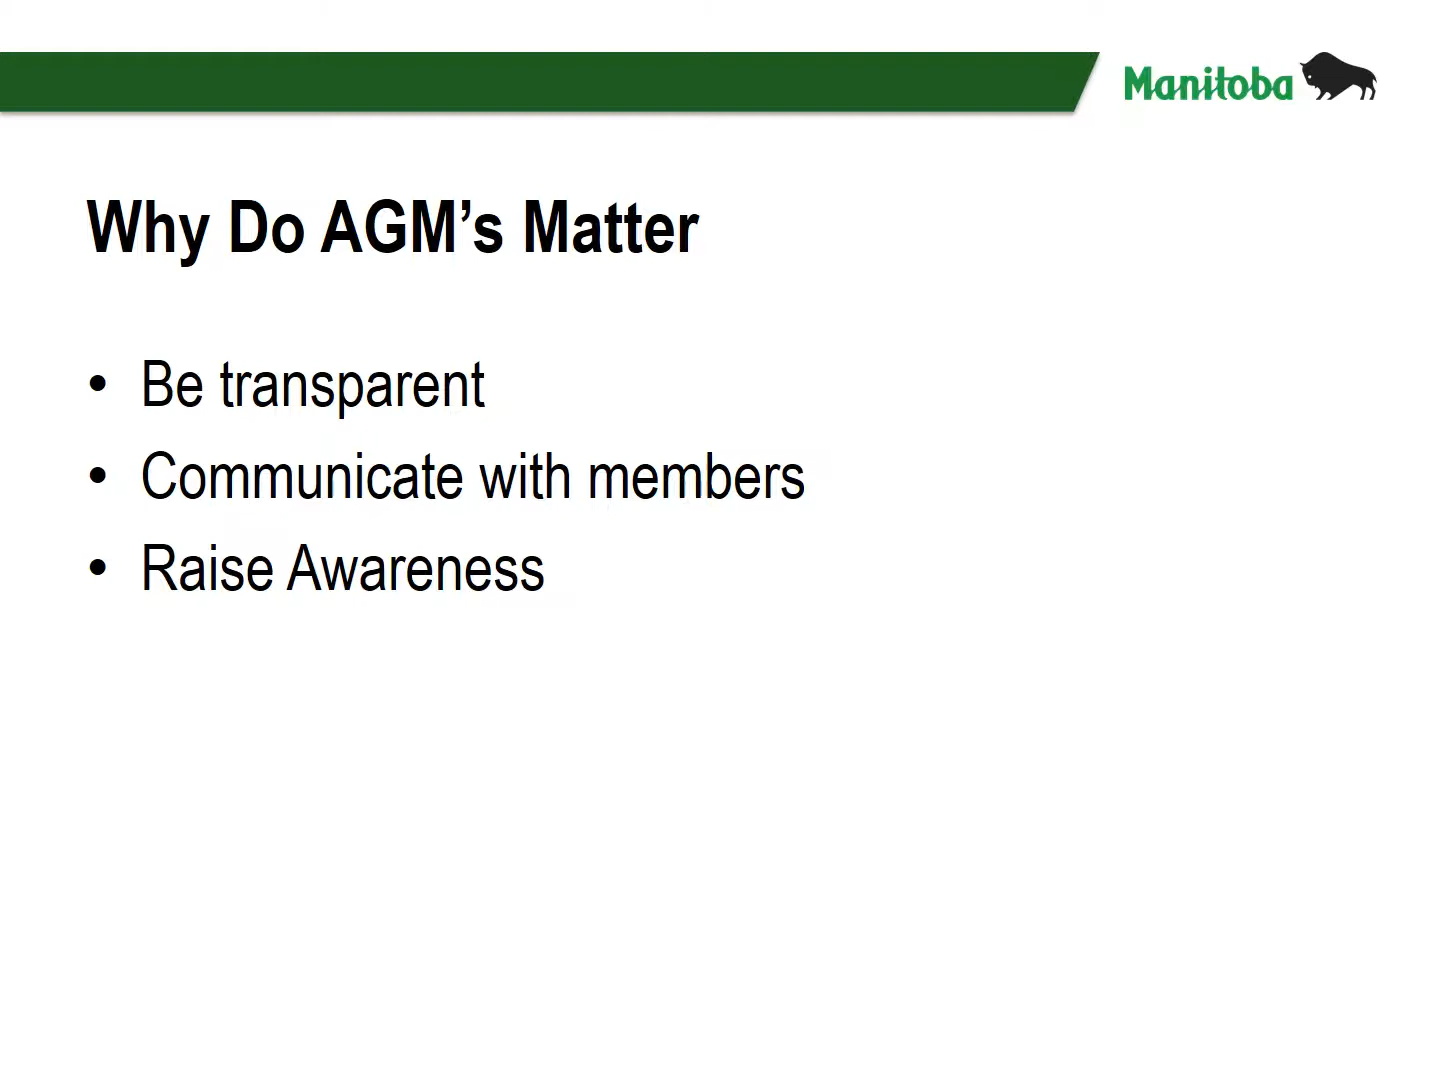 Manitoba
Why Do AGM’s Matter
• Be transparent
• Communicate with members
• Raise Awareness